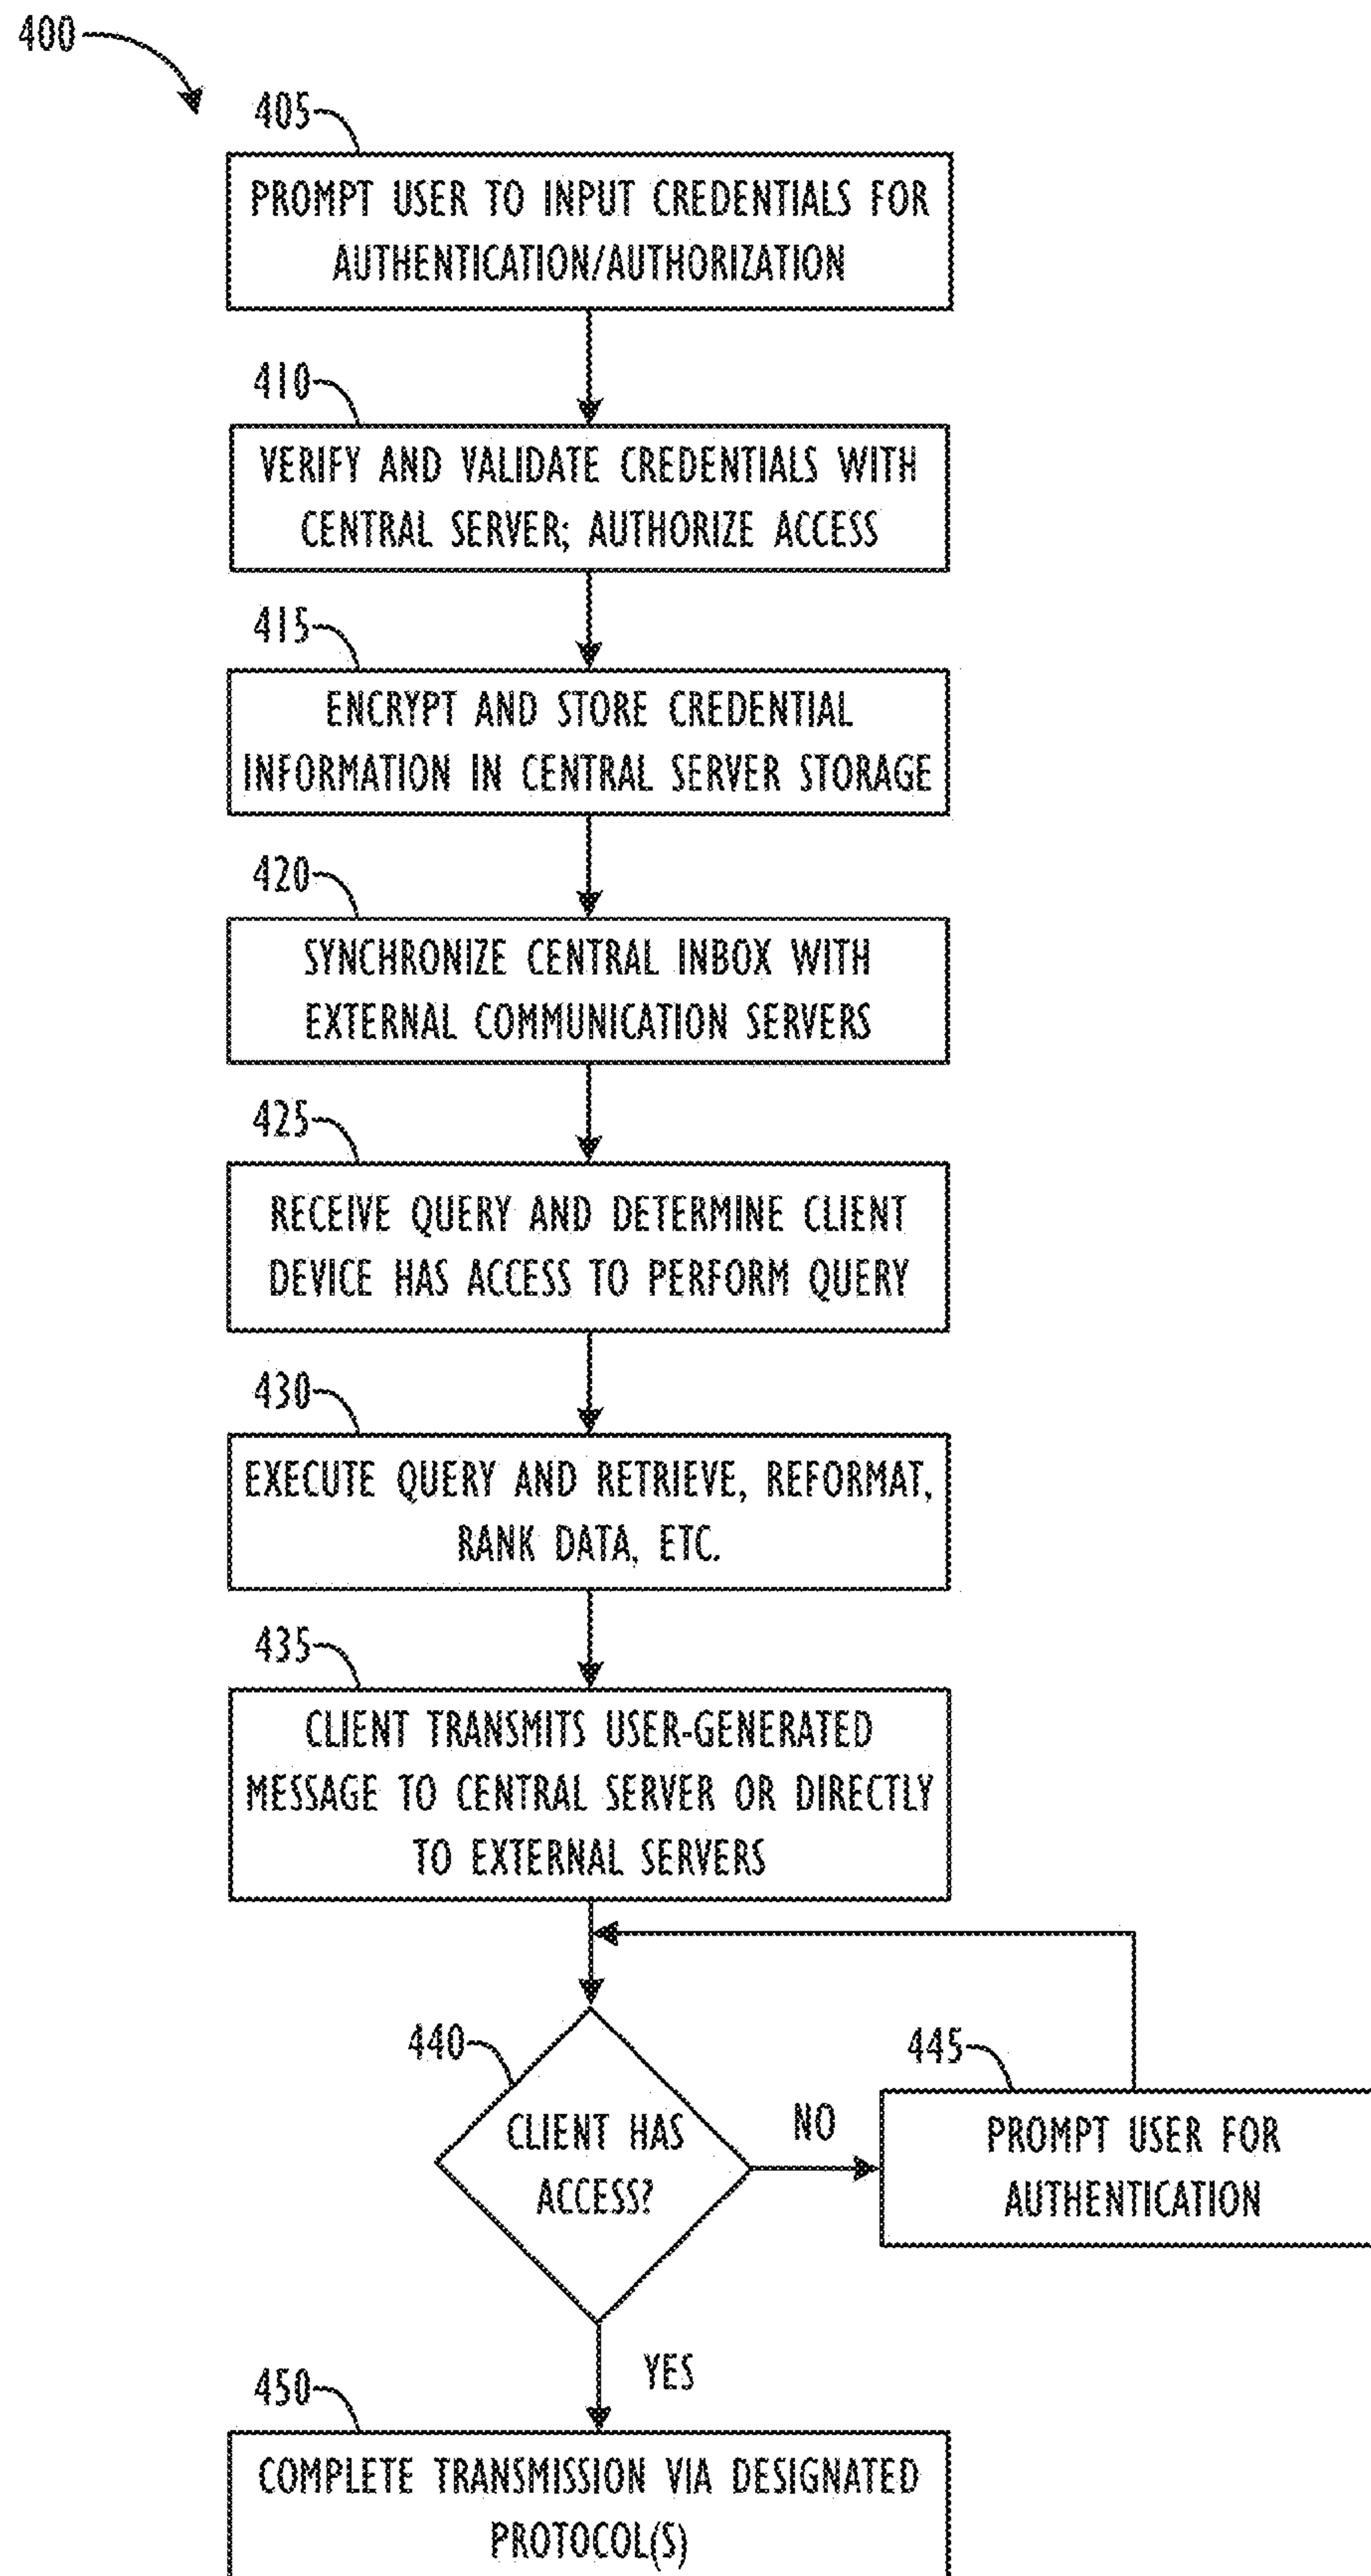 400
405
PROMPT USER TO INPUT CREDENTIALS FOR
AUTHENTICATION/AUTHORIZATION
410
VERIFY AND VALIDATE CREDENTIALS WITH
CENTRAL SERVER; AUTHORIZE ACCESS
415
ENCRYPT AND STORE CREDENTIAL
INFORMATION IN CENTRAL SERVER STORAGE
420
SYNCHRONIZE CENTRAL INBOX WITH
EXTERNAL COMMUNICATION SERVERS
425
RECEIVE QUERY AND DETERMINE CLIENT
DEVICE HAS ACCESS TO PERFORM QUERY
430
EXECUTE QUERY AND RETRIEVE, REFORMAT,
RANK DATA, ETC.
435
CLIENT TRANSMITS USER-GENERATED
MESSAGE TO CENTRAL SERVER OR DIRECTLY
TO EXTERNAL SERVERS
440
CLIENT HAS
ACCESS?
NO
445
PROMPT USER FOR
AUTHENTICATION
YES
450
COMPLETE TRANSMISSION VIA DESIGNATED
PROTOCOL(S)